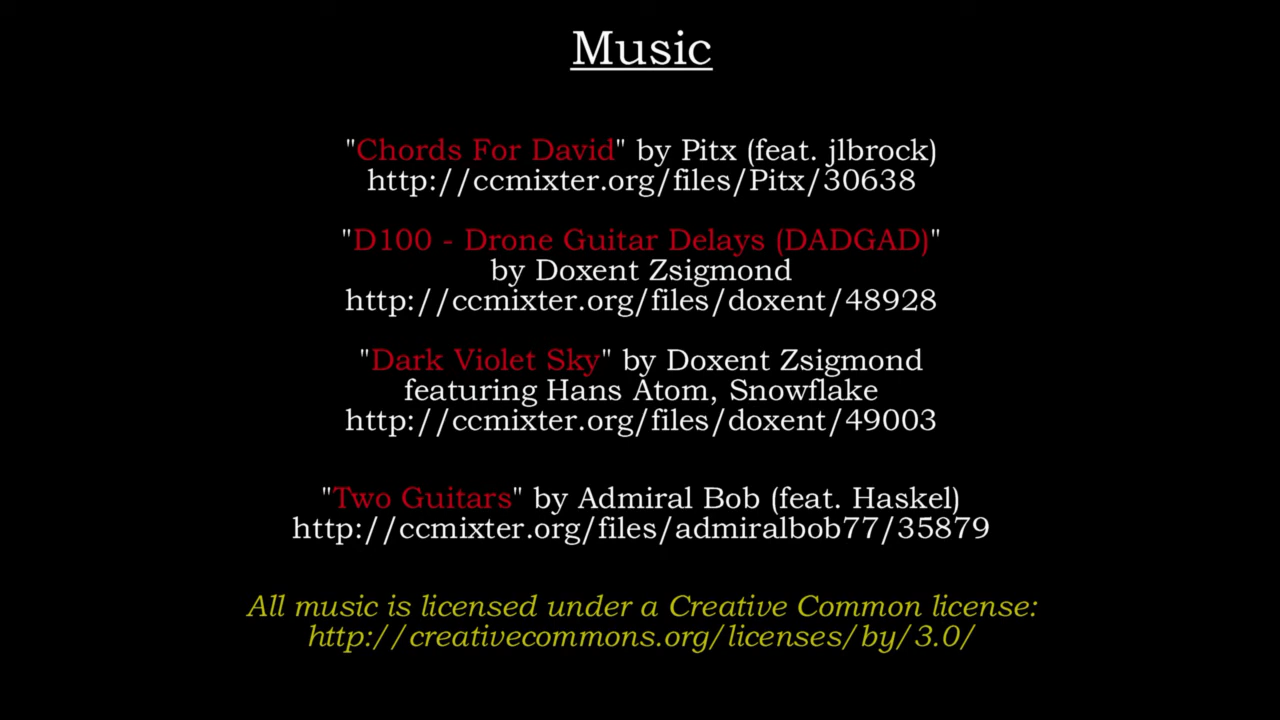 Music
"Chords For David" by Pitx (feat. jlbrock)
http://ccmixter.org/files/Pitx/30638
"D100 - Drone Guitar Delays (DADGAD)"
by Doxent Zsigmond
http://ccmixter.org/files/doxent/48928
"Dark Violet Sky" by Doxent Zsigmond
featuring Hans Atom, Snowflake
http://ccmixter.org/files/doxent/49003
"Two Guitars" by Admiral Bob (feat. Haskel)
http://ccmixter.org/files/admiralbob77/35879
All music is licensed under a Creative Common license:
http://creativecommons.org/licenses/by/3.0/